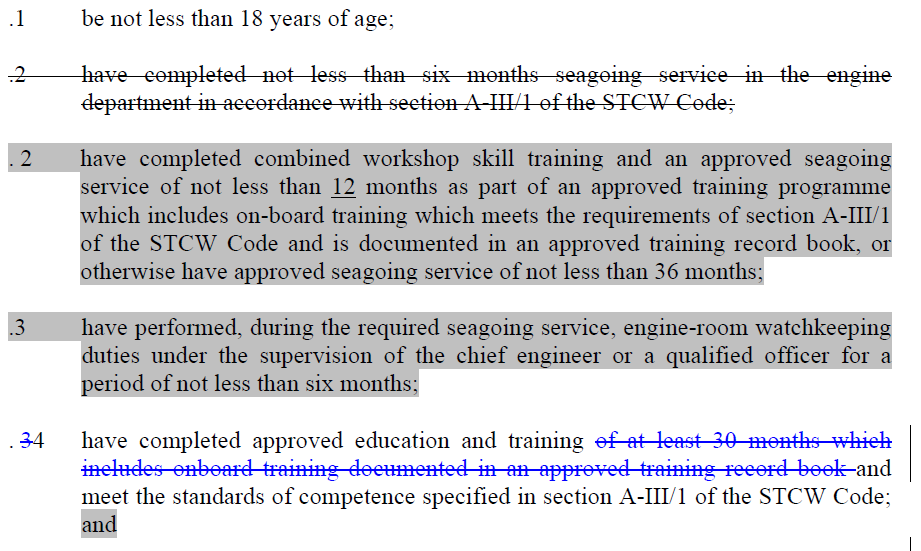 .1 be not less than 18 years of age;
.2 have completed not less than six months seagoing service in the engine
department in accordance with section A-III/1 of the STCW Code;
. 2 have completed combined workshop skill training and an approved seagoing
service of not less than 12 months as part of an approved training programme
which includes on-board training which meets the requirements of section A-III/1
of the STCW Code and is documented in an approved training record book, or
otherwise have approved seagoing service of not less than 36 months;
.3 have performed, during the required seagoing service, engine-room watchkeeping
duties under the supervision of the chief engineer or a qualified officer for a
period of not less than six months;
. 34 have completed approved education and training of at least 30 months which
includes onboard training documented in an approved training record book and
meet the standards of competence specified in section A-III/1 of the STCW Code;
and